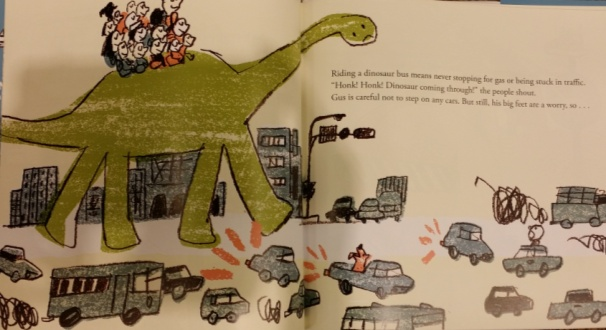 Riding a dinosaur bus means never stopping for gas or being stuck in traffic.
"Honk! Honk! Dinosaur coming through!" the people shout.
Gus is careful not to step on any cars. But still, his big feet are a worry, so . . .